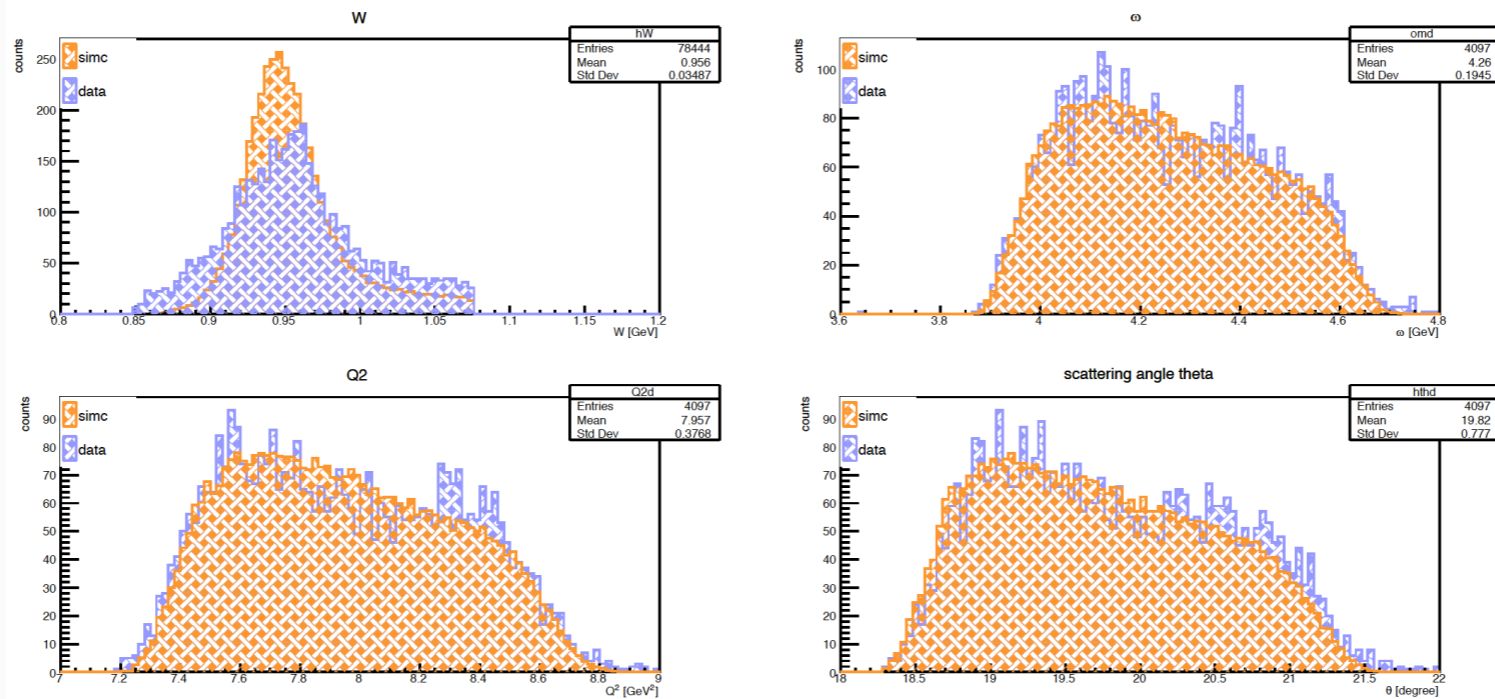 W
hW
Entries 78444
Mean 0.956
Std Dev 0.03487
counts
simc
data
250
200
150
100
50
0
0.8 0.85 0.9 0.95 1 1.05 1.1 1.15 1.2
W [GeV]
ω
omd
Entries 4097
Mean 4.26
Std Dev 0.1945
counts
simc
data
100
80
60
40
20
0
3.6 3.8 4 4.2 4.4 4.6 4.8
ω [GeV]
Q2
Q2d
Entries 4097
Mean 7.957
Std Dev 0.3768
counts
simc
data
90
80
70
60
50
40
30
20
10
0
7 7.2 7.4 7.6 7.8 8 8.2 8.4 8.6 8.8 9
Q² [GeV²]
scattering angle theta
hthd
Entries 4097
Mean 19.82
Std Dev 0.777
counts
simc
data
90
80
70
60
50
40
30
20
10
0
18 18.5 19 19.5 20 20.5 21 21.5 22
θ [degree]